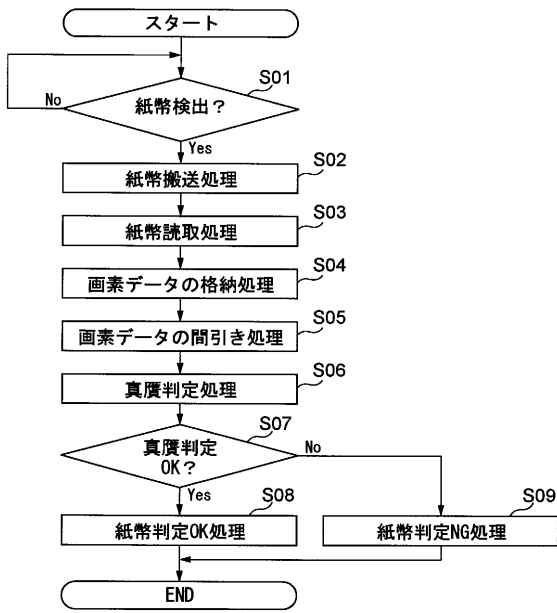 スタート
S01
紙幣検出？
No
Yes
S02
紙幣搬送処理
S03
紙幣読取処理
S04
画素データの格納処理
S05
画素データの間引き処理
S06
真贋判定処理
S07
真贋判定
OK？
No
Yes
S08
紙幣判定OK処理
S09
紙幣判定NG処理
END